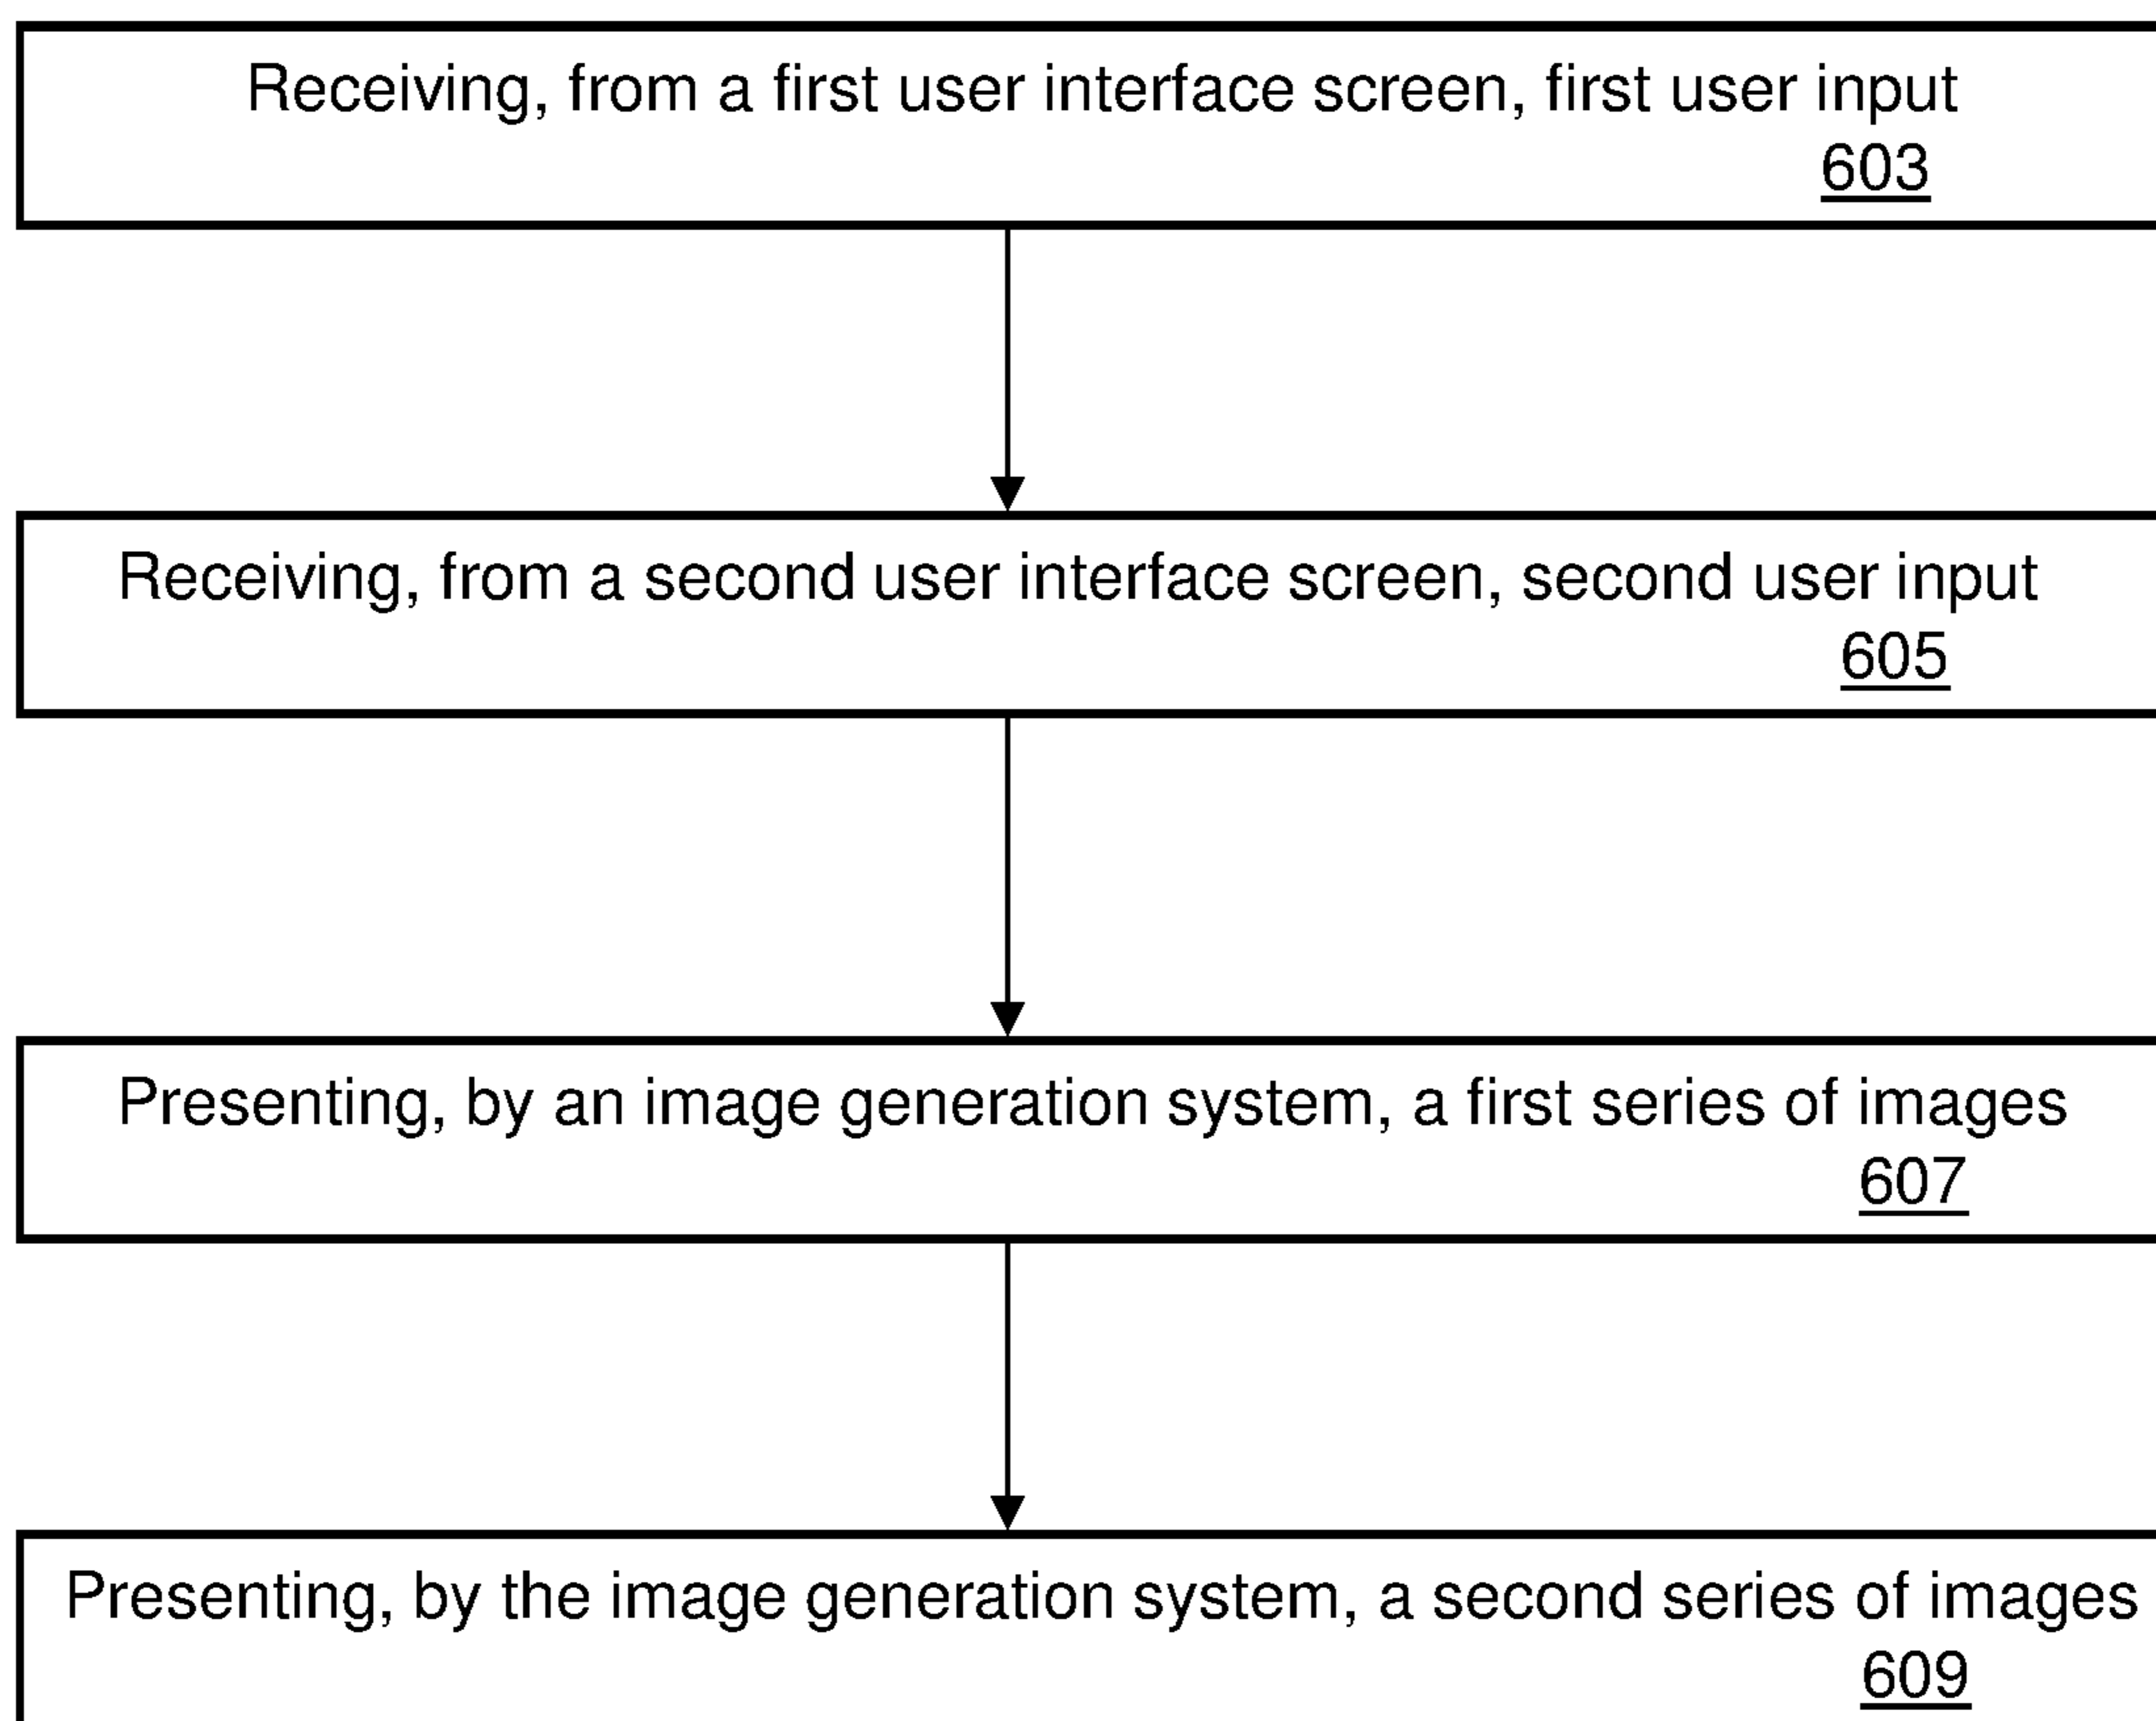 Receiving, from a first user interface screen, first user input
603
Receiving, from a second user interface screen, second user input
605
Presenting, by an image generation system, a first series of images
607
Presenting, by the image generation system, a second series of images
609